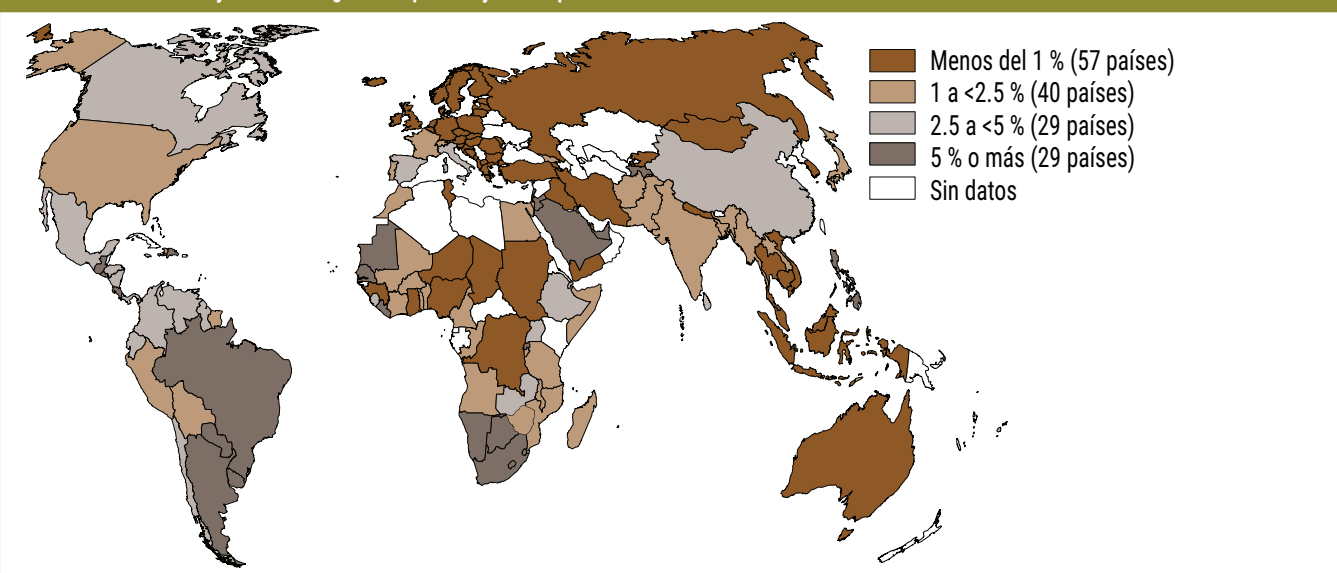 Menos del 1 % (57 países)
1 a <2.5 % (40 países)
2.5 a <5 % (29 países)
5 % o más (29 países)
Sin datos